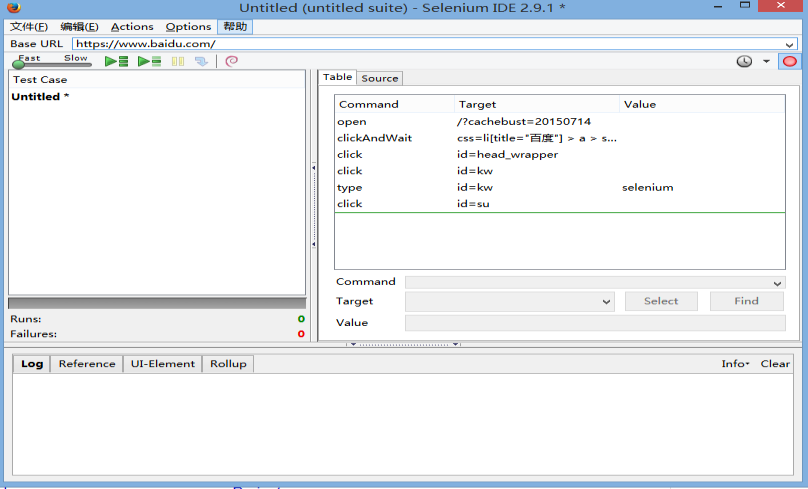 Untitled (untitled suite) - Selenium IDE 2.9.1 *
文件(F) 编辑(E) Actions Options 帮助
Base URL https://www.baidu.com/
Fast Slow
Test Case
Untitled *
Runs: 0
Failures: 0
Table Source
Command Target Value
open /?cachebust=20150714
clickAndWait css=li[title="百度"] > a > s...
click id=head_wrapper
click id=kw
type id=kw selenium
click id=su
Command
Target Select Find
Value
Log Reference UI-Element Rollup Info Clear